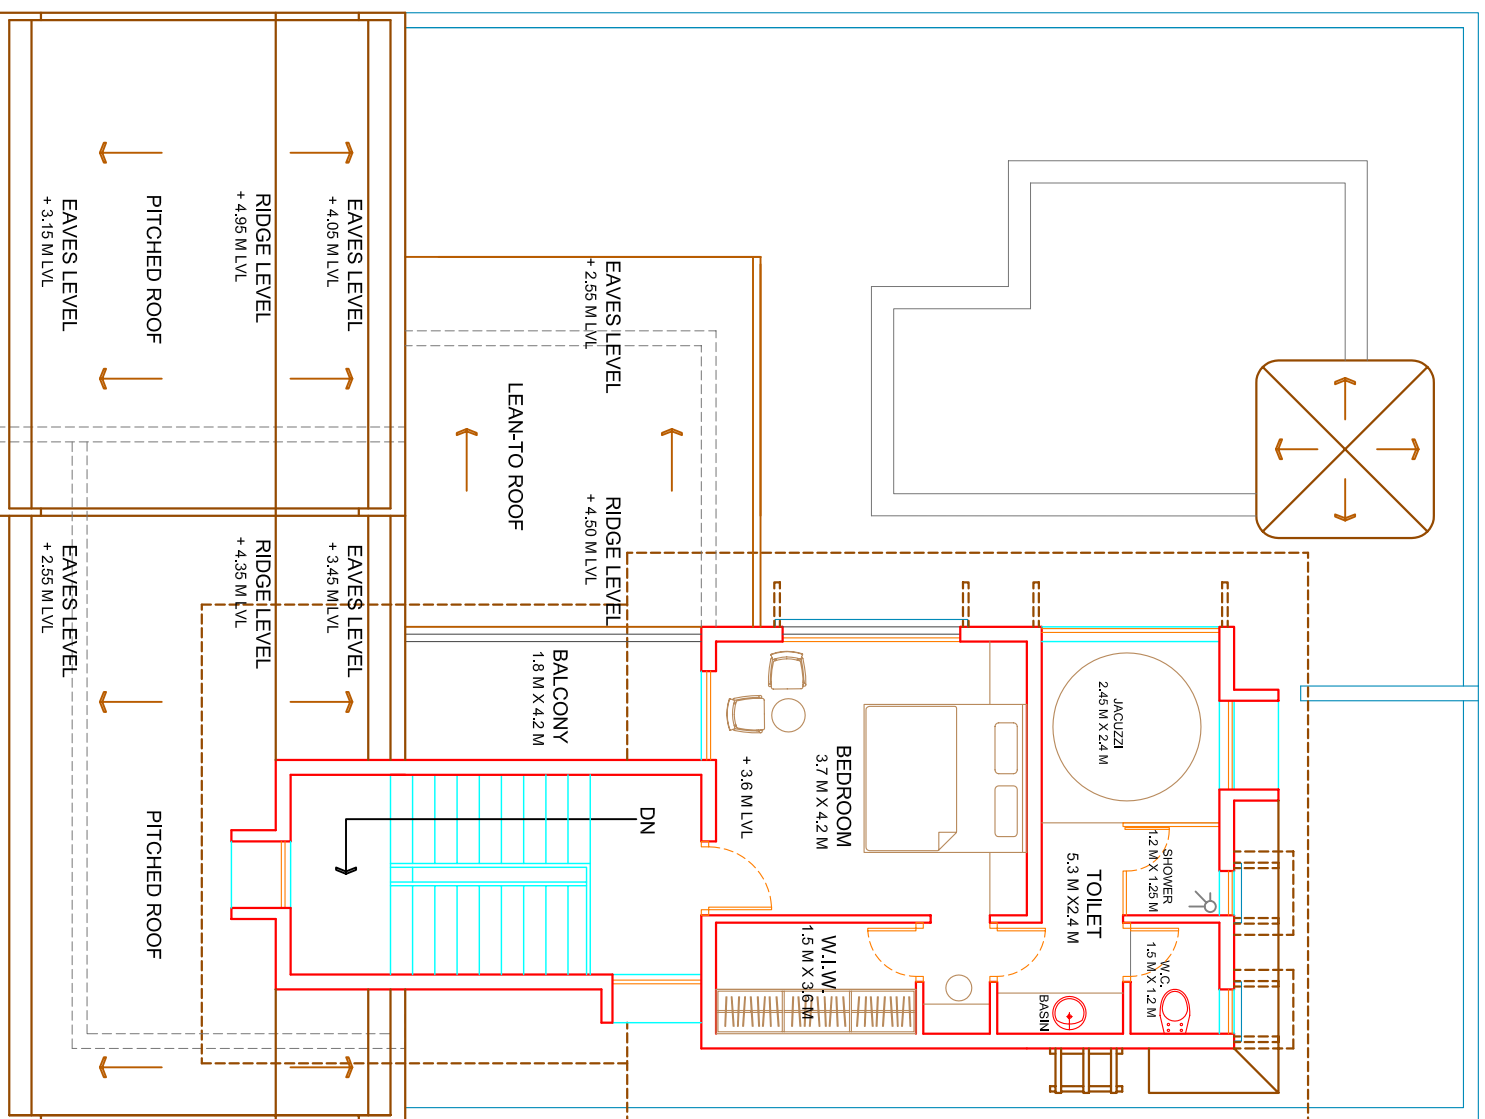 EAVES LEVEL
+ 4.05 M LVL
RIDGE LEVEL
+ 4.95 M LVL
PITCHED ROOF
EAVES LEVEL
+ 3.15 M LVL
EAVES LEVEL
+ 2.55 M LVL
LEAN-TO ROOF
RIDGE LEVEL
+ 4.50 M LVL
EAVES LEVEL
+ 3.45 M LVL
RIDGE LEVEL
+ 4.35 M LVL
EAVES LEVEL
+ 2.55 M LVL
BALCONY
1.8 M X 4.2 M
JACUZZI
2.45 M X 2.4 M
BEDROOM
3.7 M X 4.2 M
+ 3.6 M LVL
DN
PITCHED ROOF
SHOWER
1.2 M X 1.25 M
TOILET
5.3 M X2.4 M
W.I.W.
1.5 M X 3.6 M
W.C.
1.5 M X 1.2 M
BASIN